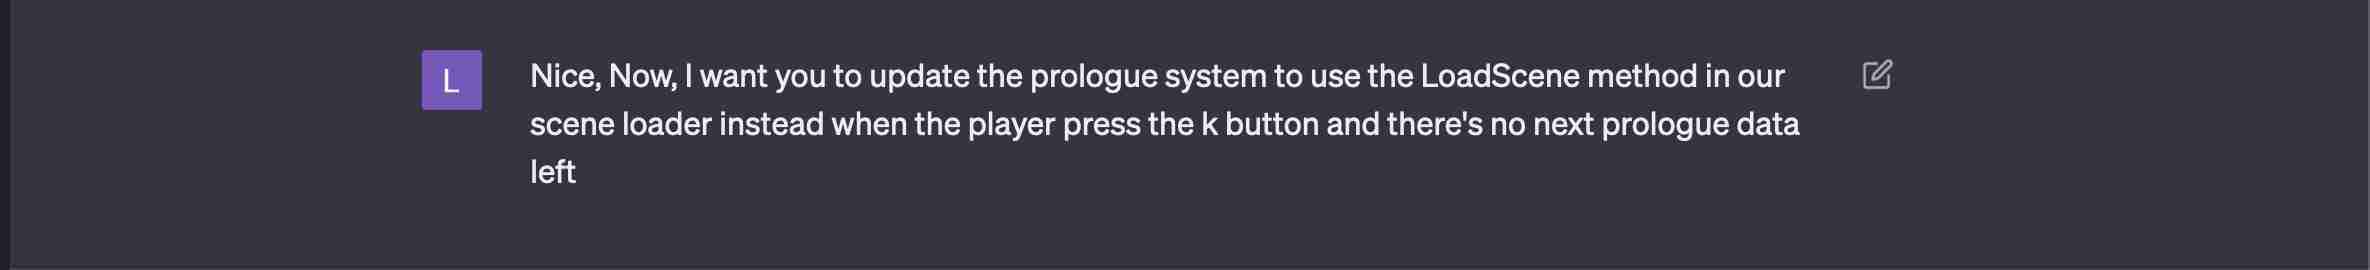 L
Nice, Now, I want you to update the prologue system to use the LoadScene method in our
scene loader instead when the player press the k button and there's no next prologue data
left